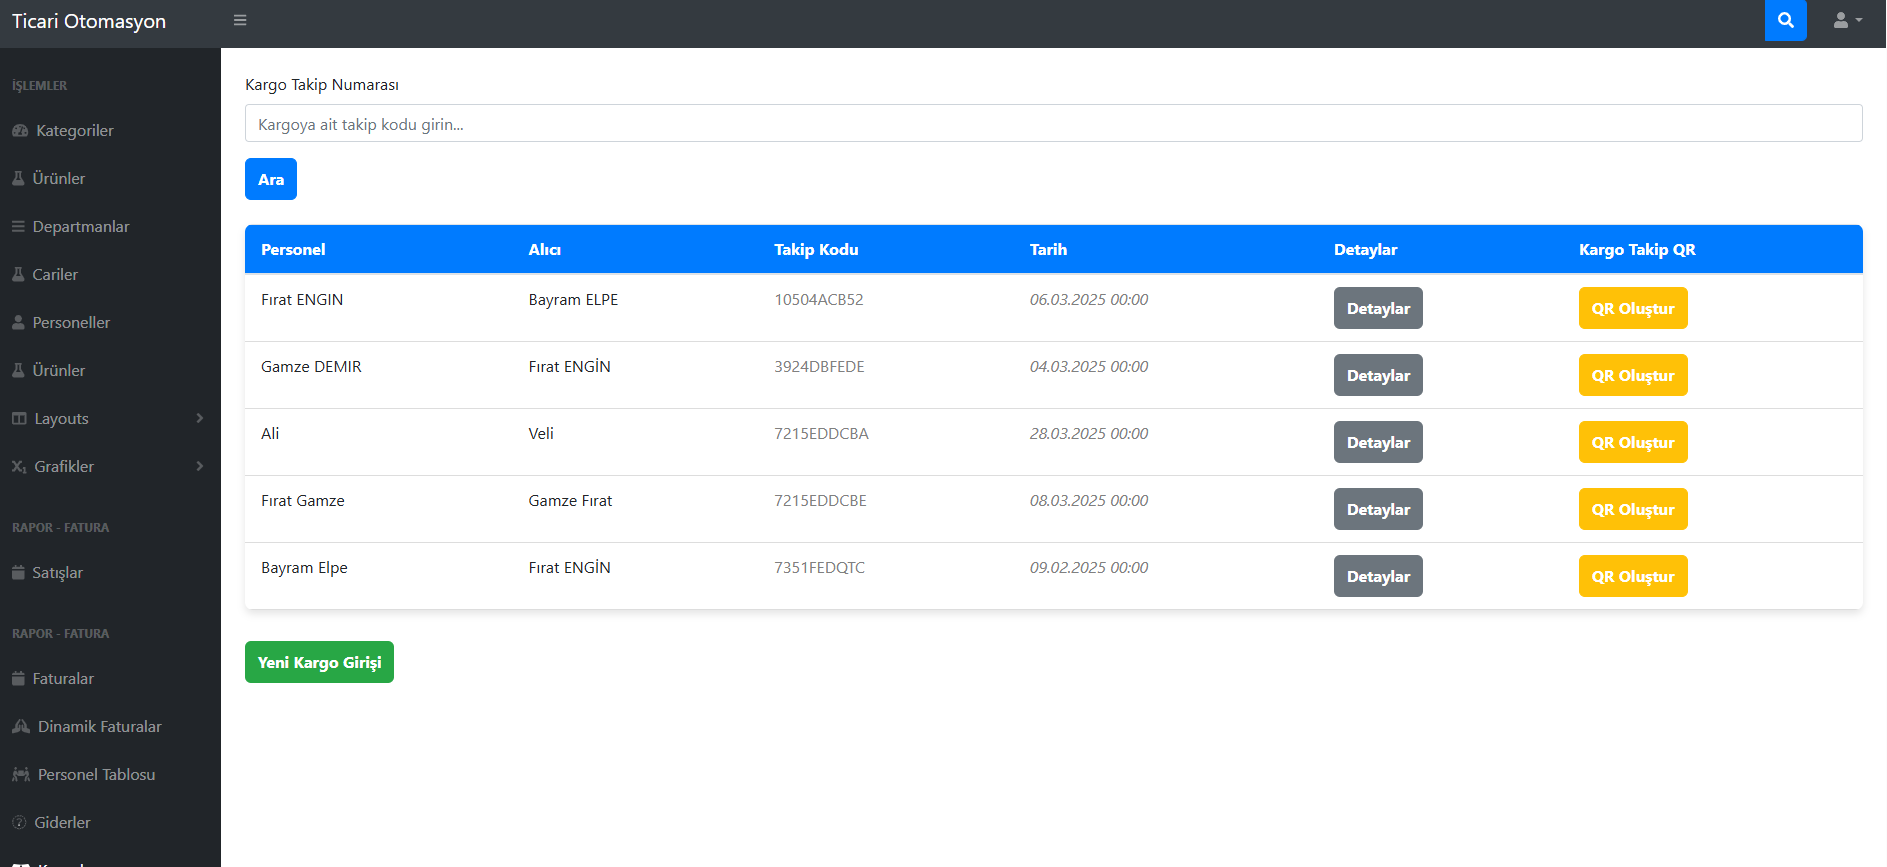 Ticari Otomasyon
İŞLEMLER
Kategoriler
Ürünler
Departmanlar
Cariler
Personeller
Ürünler
Layouts
Grafikler
RAPOR - FATURA
Satışlar
RAPOR - FATURA
Faturalar
Dinamik Faturalar
Personel Tablosu
Giderler
Kargo Takip Numarası
Kargoya ait takip kodu girin...
Ara
Personel Alıcı Takip Kodu Tarih Detaylar Kargo Takip QR
Fırat ENGIN Bayram ELPE 10504ACB52 06.03.2025 00:00 Detaylar QR Oluştur
Gamze DEMIR Fırat ENGİN 3924DBFEDE 04.03.2025 00:00 Detaylar QR Oluştur
Ali Veli 7215EDDCBA 28.03.2025 00:00 Detaylar QR Oluştur
Fırat Gamze Gamze Fırat 7215EDDCBE 08.03.2025 00:00 Detaylar QR Oluştur
Bayram Elpe Fırat ENGİN 7351FEDQTC 09.02.2025 00:00 Detaylar QR Oluştur
Yeni Kargo Girişi